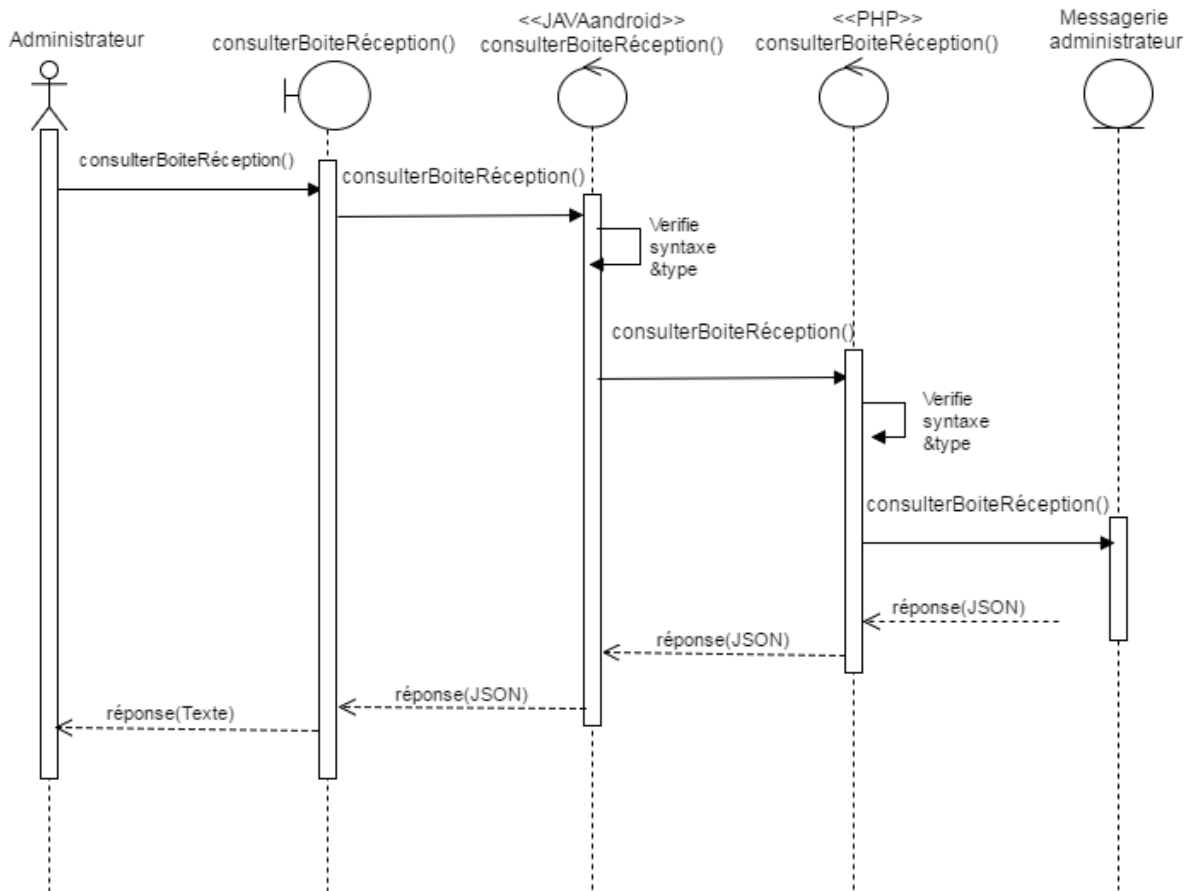 Administrateur
consulterBoiteRéception()
<<JAVAandroid>>
consulterBoiteRéception()
<<PHP>>
consulterBoiteRéception()
Messagerie
administrateur
consulterBoiteRéception()
consulterBoiteRéception()
Verifie
syntaxe
&type
consulterBoiteRéception()
Verifie
syntaxe
&type
consulterBoiteRéception()
réponse(JSON)
réponse(JSON)
réponse(JSON)
réponse(Texte)